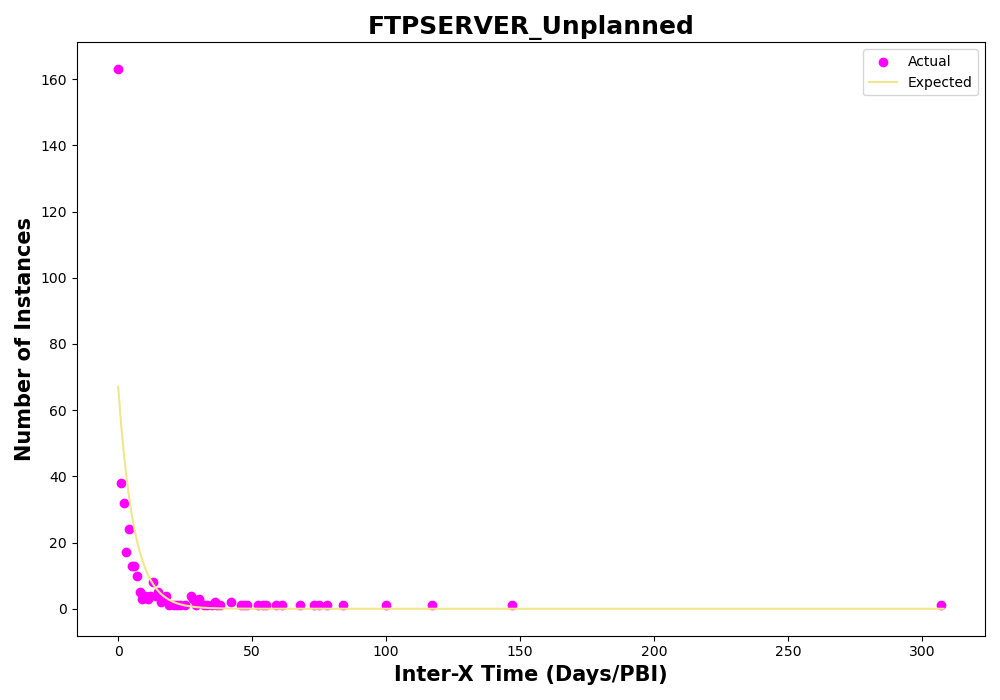 FTPSERVER_Unplanned
Actual
Expected
Number of Instances
160
140
120
100
80
60
40
20
0
0 50 100 150 200 250 300
Inter-X Time (Days/PBI)